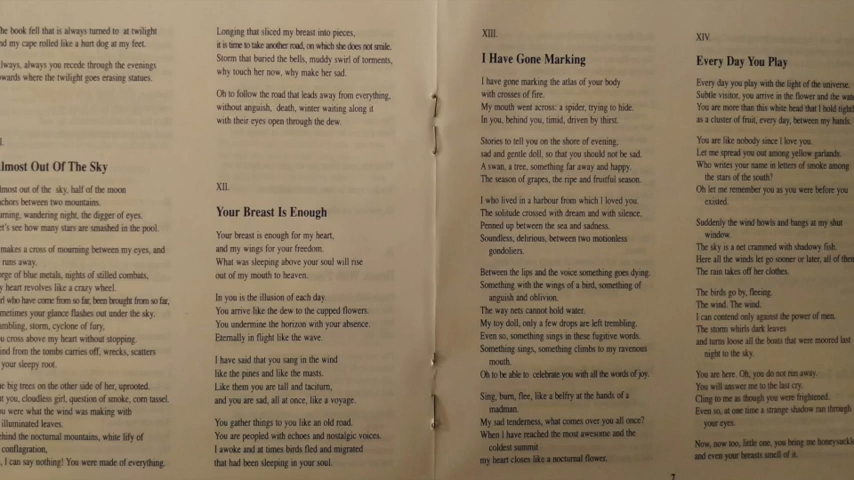 he book fell that is always turned to at twilight
nd my cape rolled like a hurt dog at my feet.
lways, always you recede through the evenings
owards where the twilight goes erasing statues.
I.
lmost Out Of The Sky
lmost out of the sky, half of the moon
nchors between two mountains.
urning, wandering night, the digger of eyes.
et's see how many stars are smashed in the pool.
makes a cross of mourning between my eyes, and
runs away.
orge of blue metals, nights of stilled combats,
y heart revolves like a crazy wheel.
irl who have come from so far, been brought from so far,
ometimes your glance flashes out under the sky.
umbling, storm, cyclone of fury,
ou cross above my heart without stopping.
ind from the tombs carries off, wrecks, scatters
your sleepy root.
e big trees on the other side of her, uprooted.
ut you, cloudless girl, question of smoke, corn tassel.
ou were what the wind was making with
illuminated leaves.
ehind the nocturnal mountains, white lily of
conflagration,
, I can say nothing! You were made of everything.
Longing that sliced my breast into pieces,
it is time to take another road, on which she does not smile.
Storm that buried the bells, muddy swirl of torments,
why touch her now, why make her sad.
Oh to follow the road that leads away from everything,
without anguish, death, winter waiting along it
with their eyes open through the dew.
XII.
Your Breast Is Enough
Your breast is enough for my heart,
and my wings for your freedom.
What was sleeping above your soul will rise
out of my mouth to heaven.
In you is the illusion of each day.
You arrive like the dew to the cupped flowers.
You undermine the horizon with your absence.
Eternally in flight like the wave.
I have said that you sang in the wind
like the pines and like the masts.
Like them you are tall and taciturn,
and you are sad, all at once, like a voyage.
You gather things to you like an old road.
You are peopled with echoes and nostalgic voices.
I awoke and at times birds fled and migrated
that had been sleeping in your soul.
XIII.
I Have Gone Marking
I have gone marking the atlas of your body
with crosses of fire.
My mouth went across: a spider, trying to hide.
In you, behind you, timid, driven by thirst.
Stories to tell you on the shore of evening,
sad and gentle doll, so that you should not be sad.
A swan, a tree, something far away and happy.
The season of grapes, the ripe and fruitful season.
I who lived in a harbour from which I loved you.
The solitude crossed with dream and with silence.
Penned up between the sea and sadness.
Soundless, delirious, between two motionless
gondoliers.
Between the lips and the voice something goes dying.
Something with the wings of a bird, something of
anguish and oblivion.
The way nets cannot hold water.
My toy doll, only a few drops are left trembling.
Even so, something sings in these fugitive words.
Something sings, something climbs to my ravenous
mouth.
Oh to be able to celebrate you with all the words of joy.
Sing, burn, flee, like a belfry at the hands of a
madman.
My sad tenderness, what comes over you all at once?
When I have reached the most awesome and the
coldest summit
my heart closes like a nocturnal flower.
7
XIV.
Every Day You Play
Every day you play with the light of the universe.
Subtle visitor, you arrive in the flower and the wate
You are more than this white head that I hold tightl
as a cluster of fruit, every day, between my hands.
You are like nobody since I love you.
Let me spread you out among yellow garlands.
Who writes your name in letters of smoke among
the stars of the south?
Oh let me remember you as you were before you
existed.
Suddenly the wind howls and bangs at my shut
window.
The sky is a net crammed with shadowy fish.
Here all the winds let go sooner or later, all of them
The rain takes off her clothes.
The birds go by, fleeing.
The wind. The wind.
I can contend only against the power of men.
The storm whirls dark leaves
and turns loose all the boats that were moored last
night to the sky.
You are here. Oh, you do not run away.
You will answer me to the last cry.
Cling to me as though you were frightened.
Even so, at one time a strange shadow ran through
your eyes.
Now, now too, little one, you bring me honeysuckl
and even your breasts smell of it.